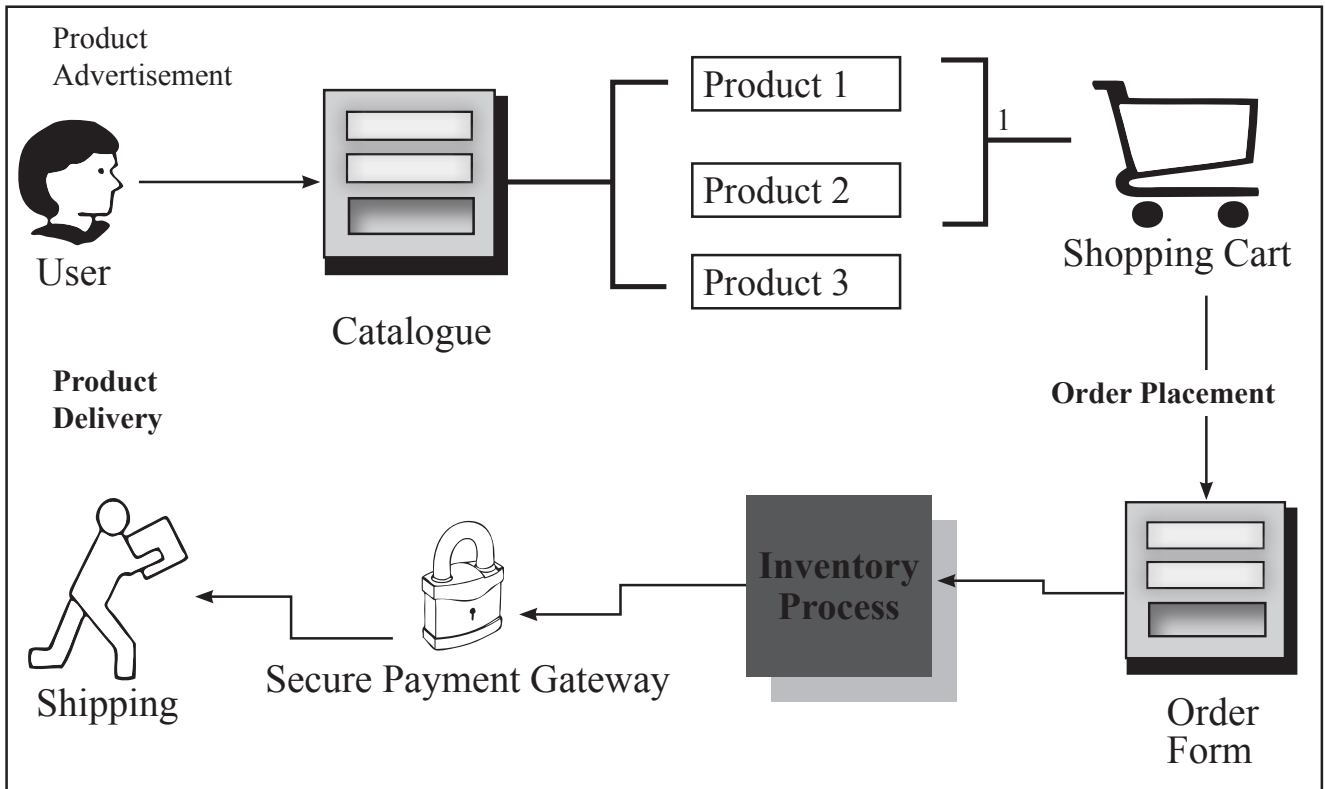 Product
Advertisement
User
Catalogue
Product 1
Product 2
Product 3
1
Shopping Cart
Order Placement
Order
Form
Inventory
Process
Secure Payment Gateway
Product
Delivery
Shipping